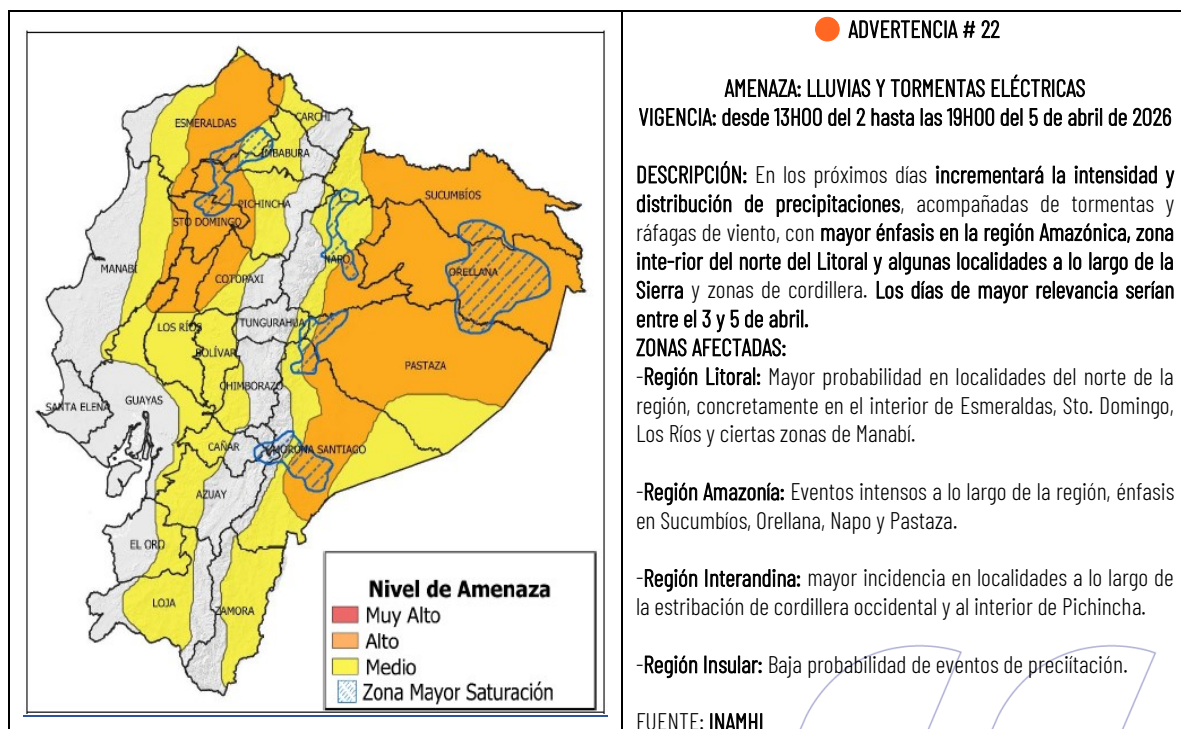 ESMERALDAS
CARCHI
IMBABURA
SUCUMBÍOS
PICHINCHA
STO DOMINGO
NAPO
ORELLANA
MANABÍ
COTOPAXI
LOS RÍOS
TUNGURAHUA
BOLÍVAR
PASTAZA
CHIMBORAZO
SANTA ELENA
GUAYAS
CAÑAR
MORONA SANTIAGO
AZUAY
EL ORO
LOJA
ZAMORA
Nivel de Amenaza
Muy Alto
Alto
Medio
Zona Mayor Saturación
ADVERTENCIA # 22
AMENAZA: LLUVIAS Y TORMENTAS ELÉCTRICAS
VIGENCIA: desde 13H00 del 2 hasta las 19H00 del 5 de abril de 2026
DESCRIPCIÓN: En los próximos días incrementará la intensidad y
distribución de precipitaciones, acompañadas de tormentas y
ráfagas de viento, con mayor énfasis en la región Amazónica, zona
inte-rior del norte del Litoral y algunas localidades a lo largo de la
Sierra y zonas de cordillera. Los días de mayor relevancia serían
entre el 3 y 5 de abril.
ZONAS AFECTADAS:
-Región Litoral: Mayor probabilidad en localidades del norte de la
región, concretamente en el interior de Esmeraldas, Sto. Domingo,
Los Ríos y ciertas zonas de Manabí.
-Región Amazonía: Eventos intensos a lo largo de la región, énfasis
en Sucumbíos, Orellana, Napo y Pastaza.
-Región Interandina: mayor incidencia en localidades a lo largo de
la estribación de cordillera occidental y al interior de Pichincha.
-Región Insular: Baja probabilidad de eventos de preciítación.
FUENTE: INAMHI